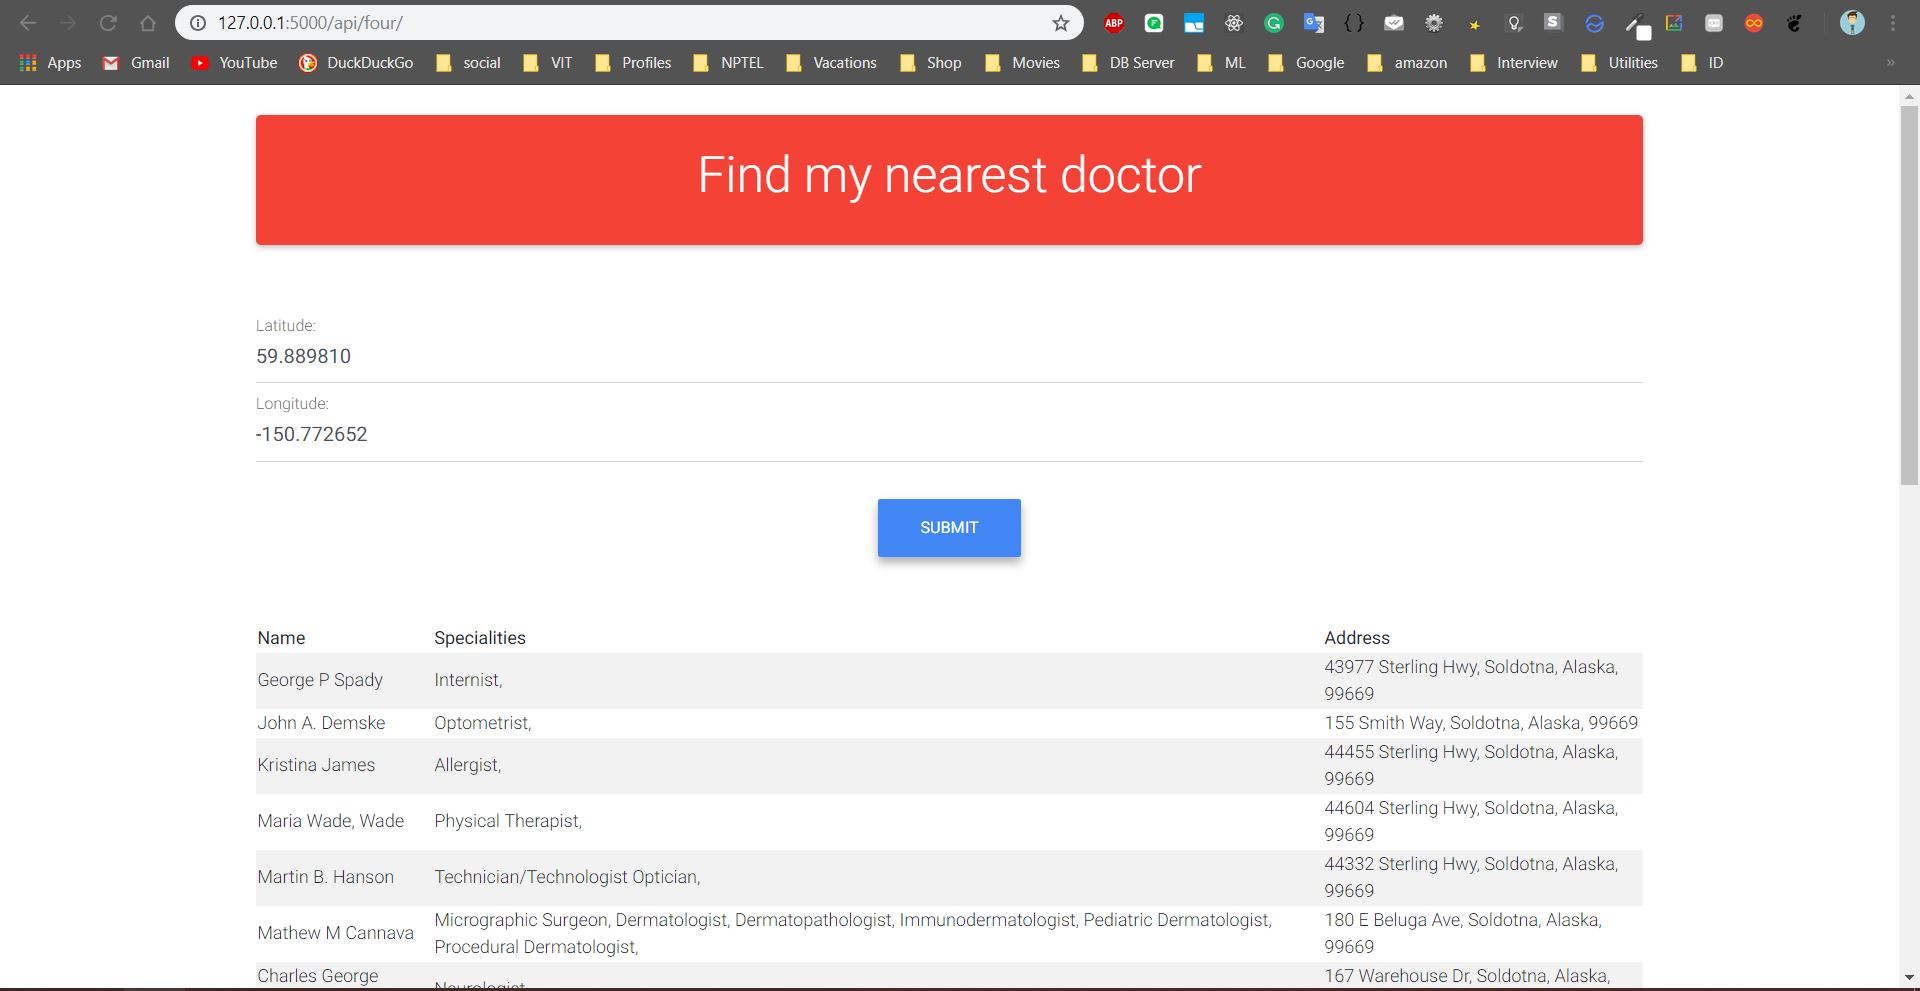 127.0.0.1:5000/api/four/
ABP
Apps Gmail YouTube DuckDuckGo social VIT Profiles NPTEL Vacations Shop Movies DB Server ML Google amazon Interview Utilities ID »
Find my nearest doctor
Latitude:
59.889810
Longitude:
-150.772652
SUBMIT
Name Specialities Address
George P Spady Internist, 43977 Sterling Hwy, Soldotna, Alaska,
99669
John A. Demske Optometrist, 155 Smith Way, Soldotna, Alaska, 99669
Kristina James Allergist, 44455 Sterling Hwy, Soldotna, Alaska,
99669
Maria Wade, Wade Physical Therapist, 44604 Sterling Hwy, Soldotna, Alaska,
99669
Martin B. Hanson Technician/Technologist Optician, 44332 Sterling Hwy, Soldotna, Alaska,
99669
Mathew M Cannava Micrographic Surgeon, Dermatologist, Dermatopathologist, Immunodermatologist, Pediatric Dermatologist, 180 E Beluga Ave, Soldotna, Alaska,
Procedural Dermatologist, 99669
Charles George 167 Warehouse Dr, Soldotna, Alaska,
Neurologist